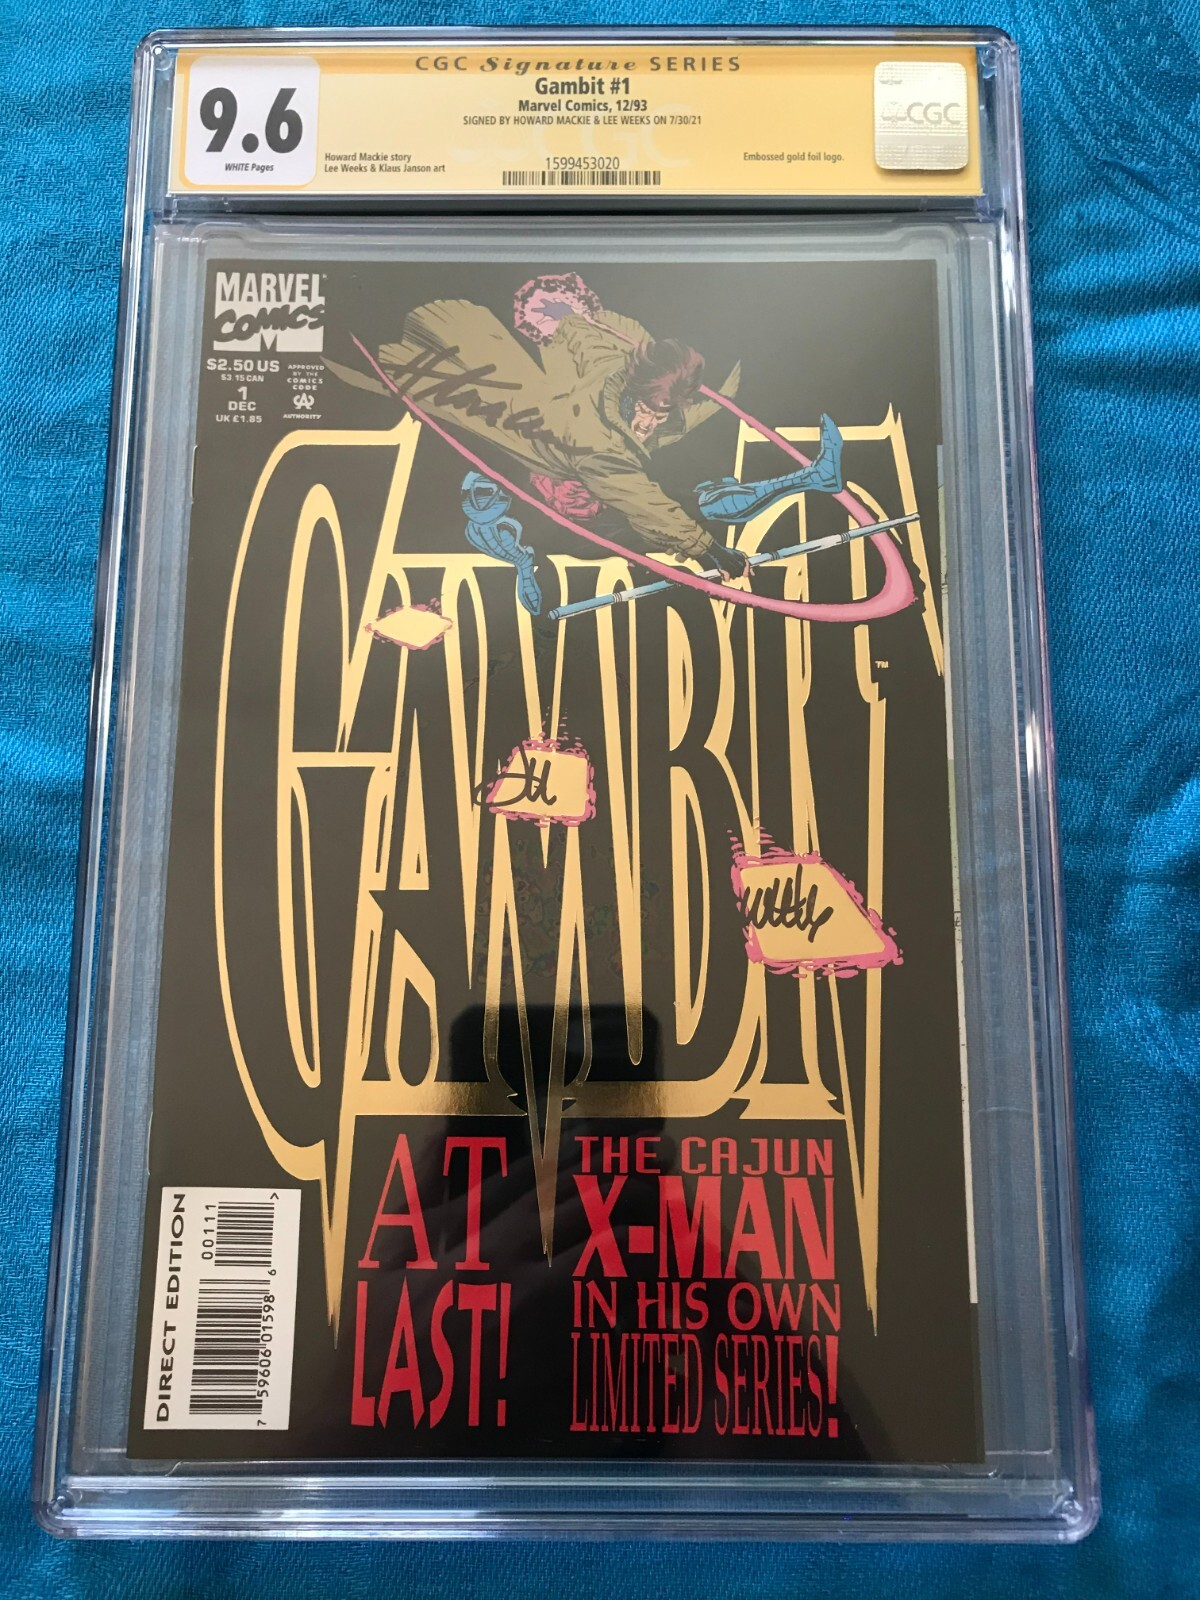 CGC Signature SERIES
Gambit #1
Marvel Comics, 12/93
SIGNED BY HOWARD MACKIE & LEE WEEKS ON 7/30/21
9.6
WHITE Pages
Howard Mackie story
Lee Weeks & Klaus Janson art
1599453020
Embossed gold foil logo.
CGC
MARVEL
COMICS
$2.50 US
$3.15 CAN
1
DEC
UK £1.85
APPROVED
BY THE
COMICS
CODE
CA
AUTHORITY
GAMBIT
TM
AT
LAST!
THE CAJUN
X-MAN
IN HIS OWN
LIMITED SERIES!
DIRECT EDITION
00111
7 59606 01598 6